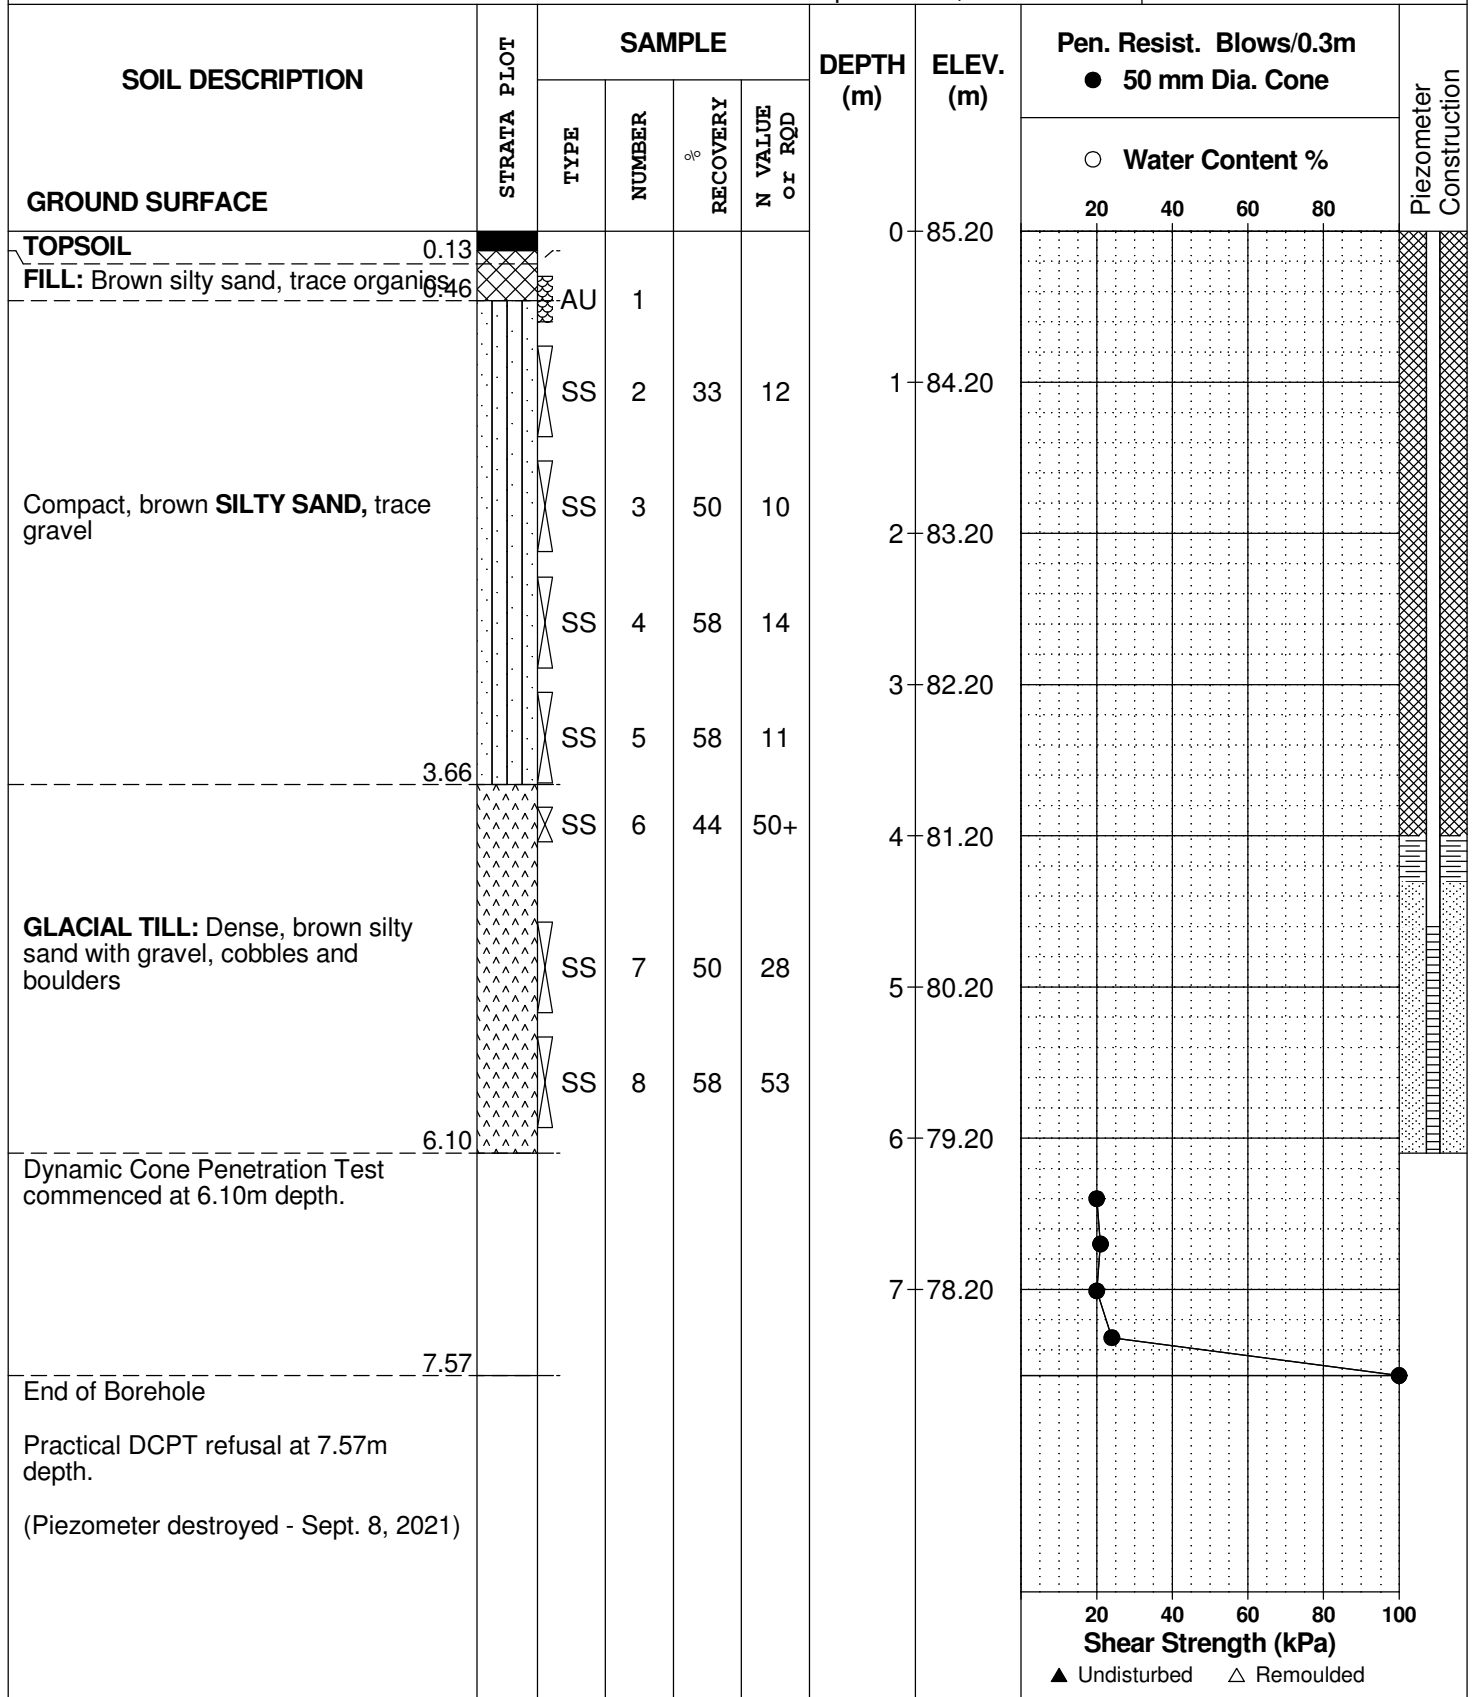 SOIL DESCRIPTION
GROUND SURFACE
STRATA PLOT
SAMPLE
TYPE
NUMBER
%
RECOVERY
N VALUE
or RQD
DEPTH
(m)
ELEV.
(m)
Pen. Resist. Blows/0.3m
● 50 mm Dia. Cone
○ Water Content %
20 40 60 80
Piezometer
Construction
0 85.20
TOPSOIL 0.13
FILL: Brown silty sand, trace organics 0.46
AU 1
SS 2 33 12
1 84.20
Compact, brown SILTY SAND, trace
gravel
SS 3 50 10
2 83.20
SS 4 58 14
3 82.20
SS 5 58 11
3.66
SS 6 44 50+
4 81.20
GLACIAL TILL: Dense, brown silty
sand with gravel, cobbles and
boulders
SS 7 50 28
5 80.20
SS 8 58 53
6 79.20
6.10
Dynamic Cone Penetration Test
commenced at 6.10m depth.
7 78.20
7.57
End of Borehole
Practical DCPT refusal at 7.57m
depth.
(Piezometer destroyed - Sept. 8, 2021)
20 40 60 80 100
Shear Strength (kPa)
▲ Undisturbed △ Remoulded